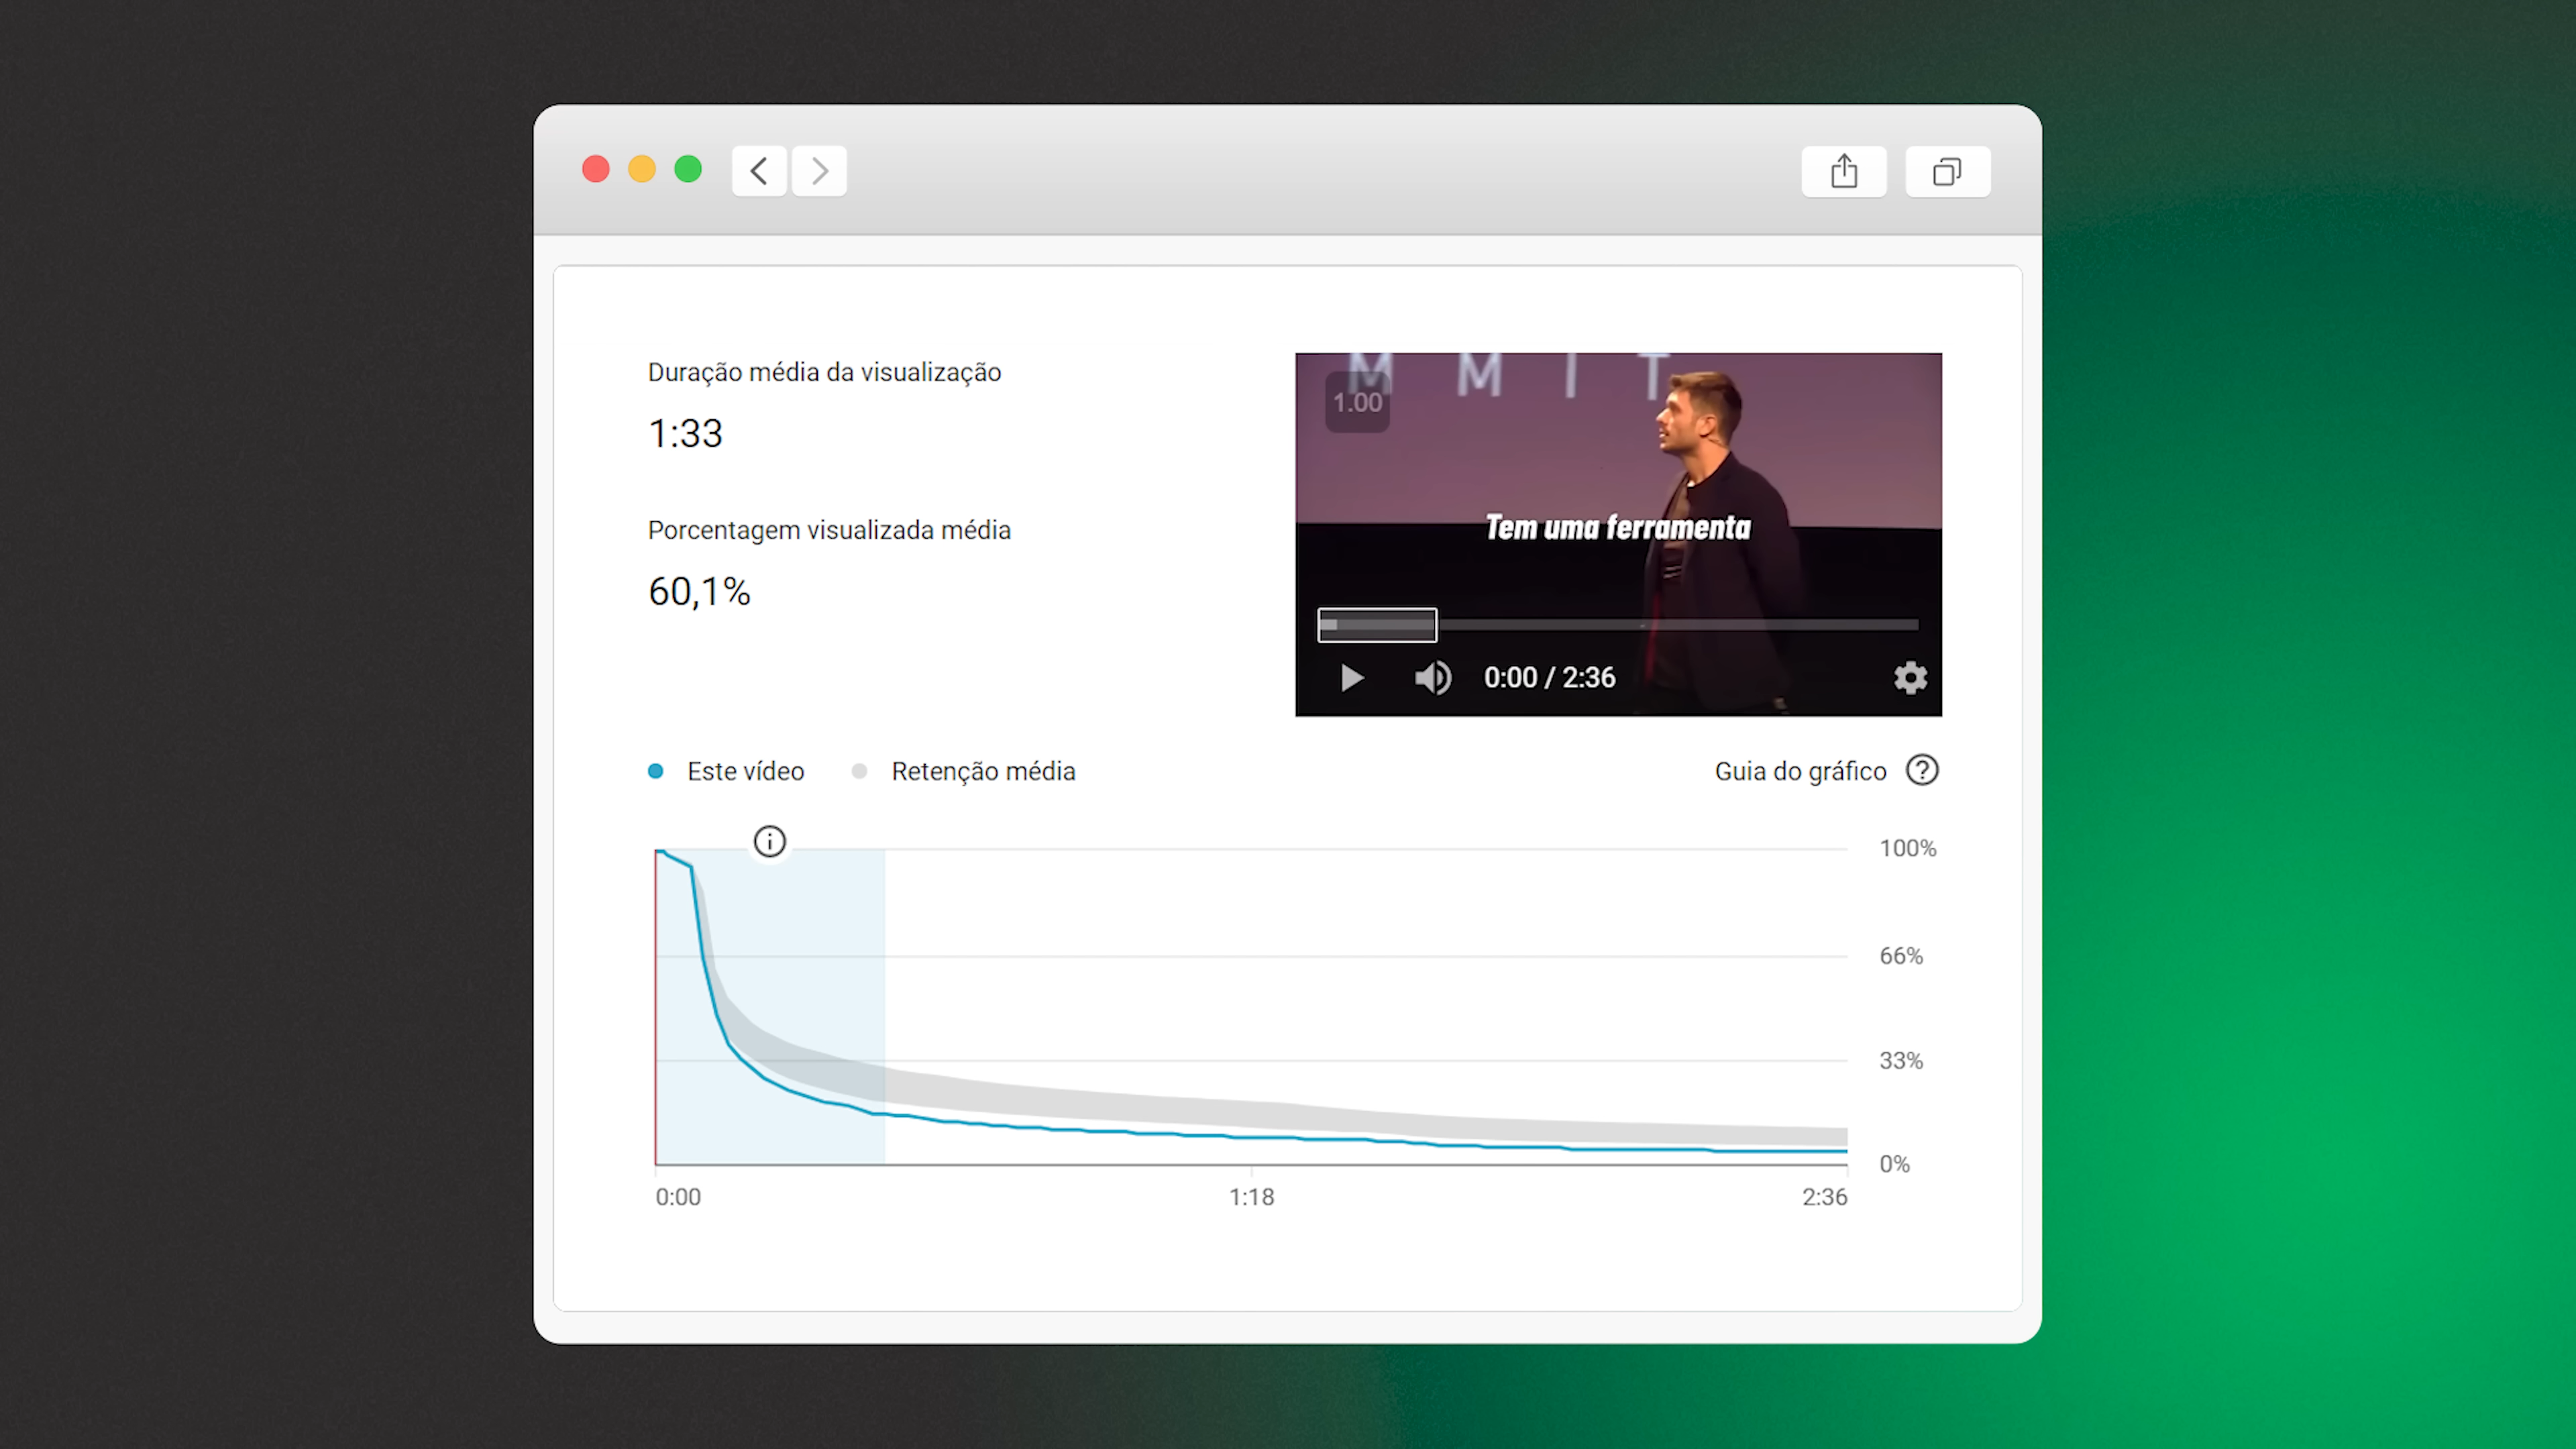 Duração média da visualização
1:33
Porcentagem visualizada média
60,1%
M M I T
1.00
Tem uma ferramenta
0:00 / 2:36
Este vídeo
Retenção média
Guia do gráfico
100%
66%
33%
0%
0:00
1:18
2:36